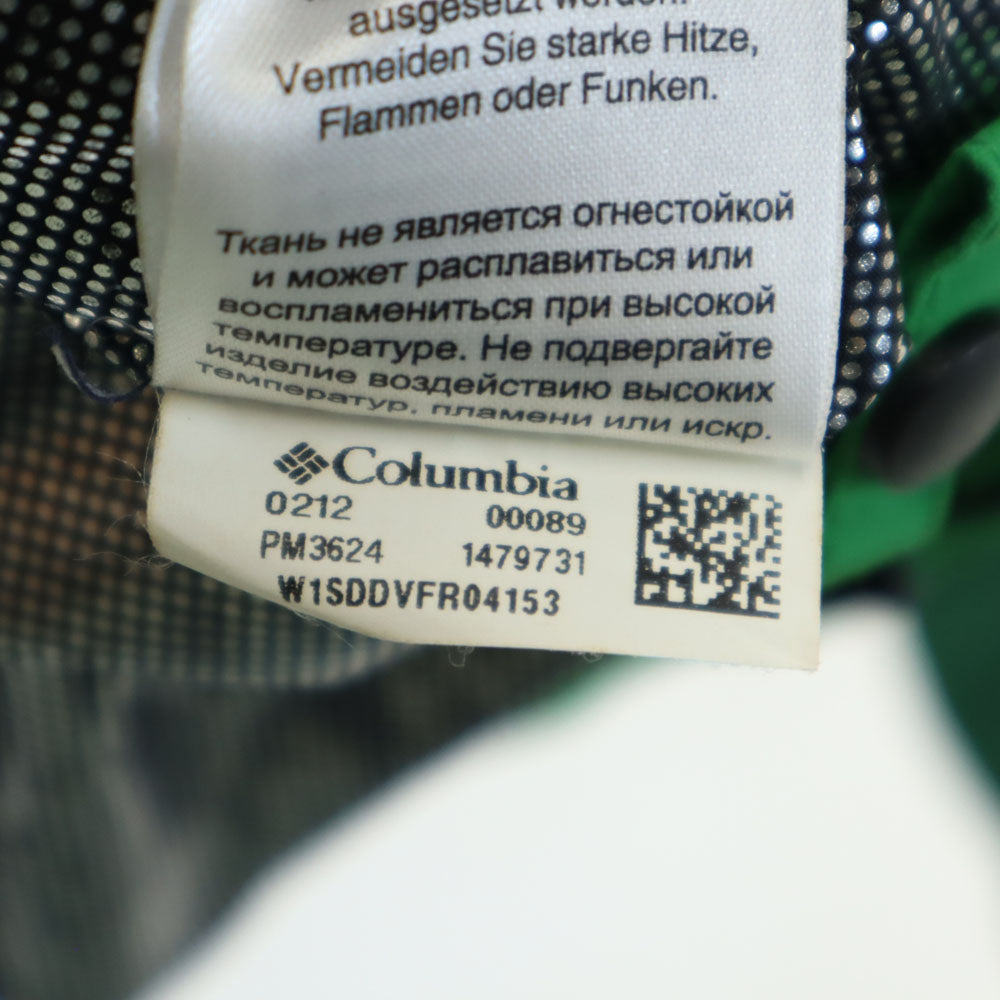 ausgesetzt werden.
Vermeiden Sie starke Hitze,
Flammen oder Funken.
Ткань не является огнестойкой
и может расплавиться или
воспламениться при высокой
температуре. Не подвергайте
изделие воздействию высоких
температур, пламени или искр.
Columbia
0212 00089
PM3624 1479731
W1SDDVFR04153